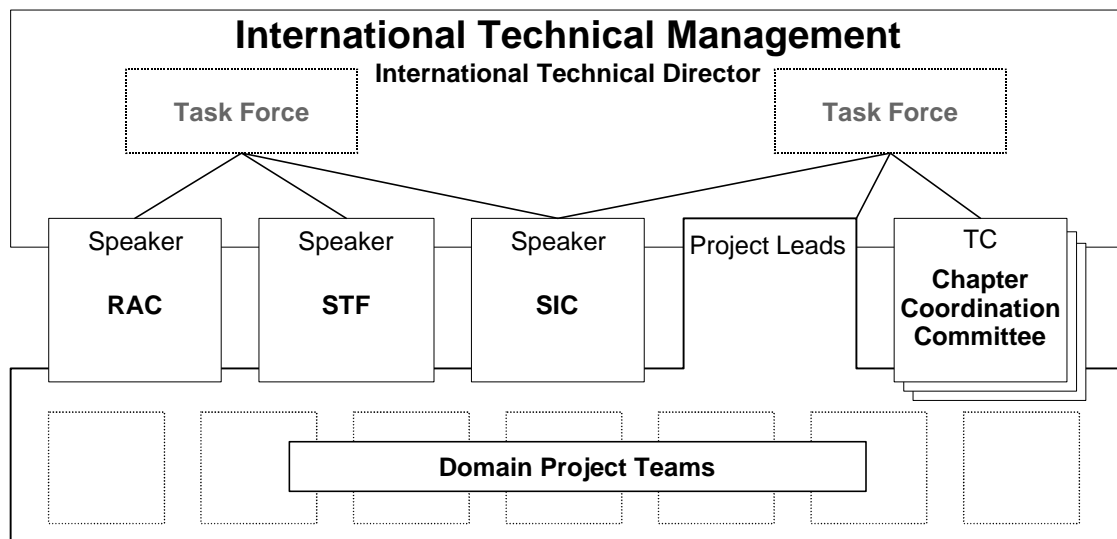 International Technical Management
International Technical Director
Task Force
Task Force
Speaker
RAC
Speaker
STF
Speaker
SIC
Project Leads
TC
Chapter
Coordination
Committee
Domain Project Teams